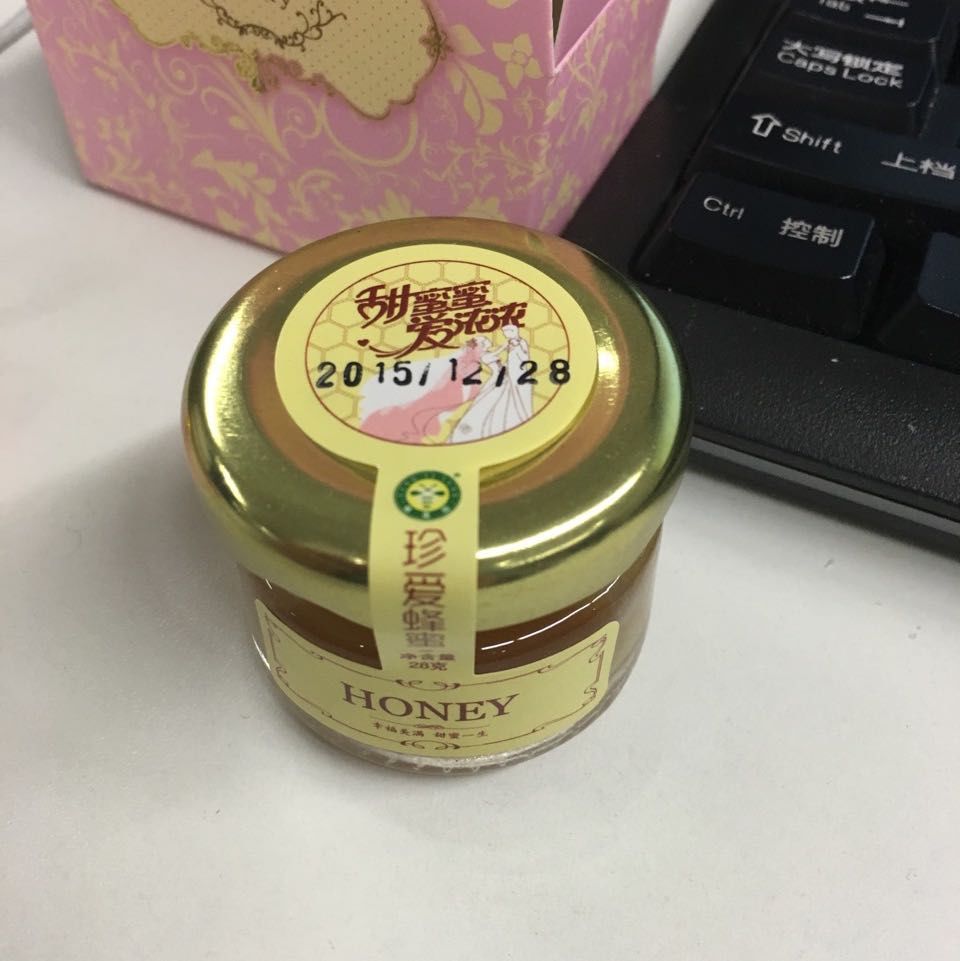 Tab
大写锁定
Caps Lock
Shift 上档
Ctrl 控制
甜蜜蜜
爱浓浓
2015/12/28
珍爱蜂蜜
净含量
28克
HONEY
幸福美满 甜蜜一生